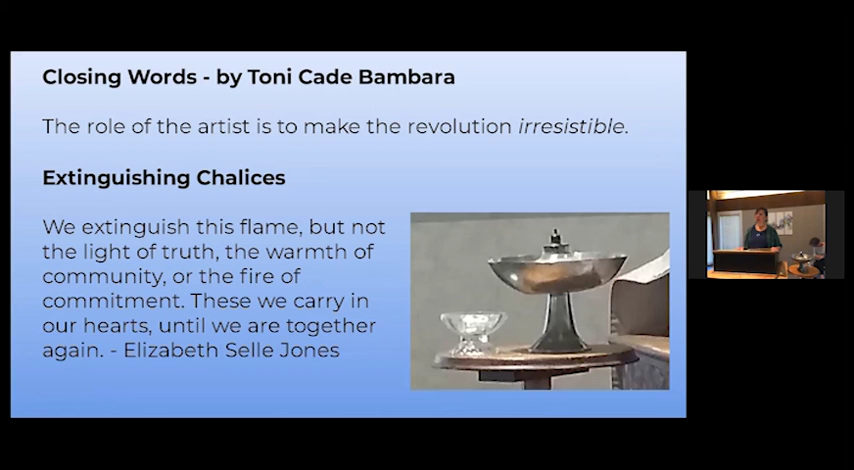 Closing Words - by Toni Cade Bambara
The role of the artist is to make the revolution irresistible.
Extinguishing Chalices
We extinguish this flame, but not
the light of truth, the warmth of
community, or the fire of
commitment. These we carry in
our hearts, until we are together
again. - Elizabeth Selle Jones